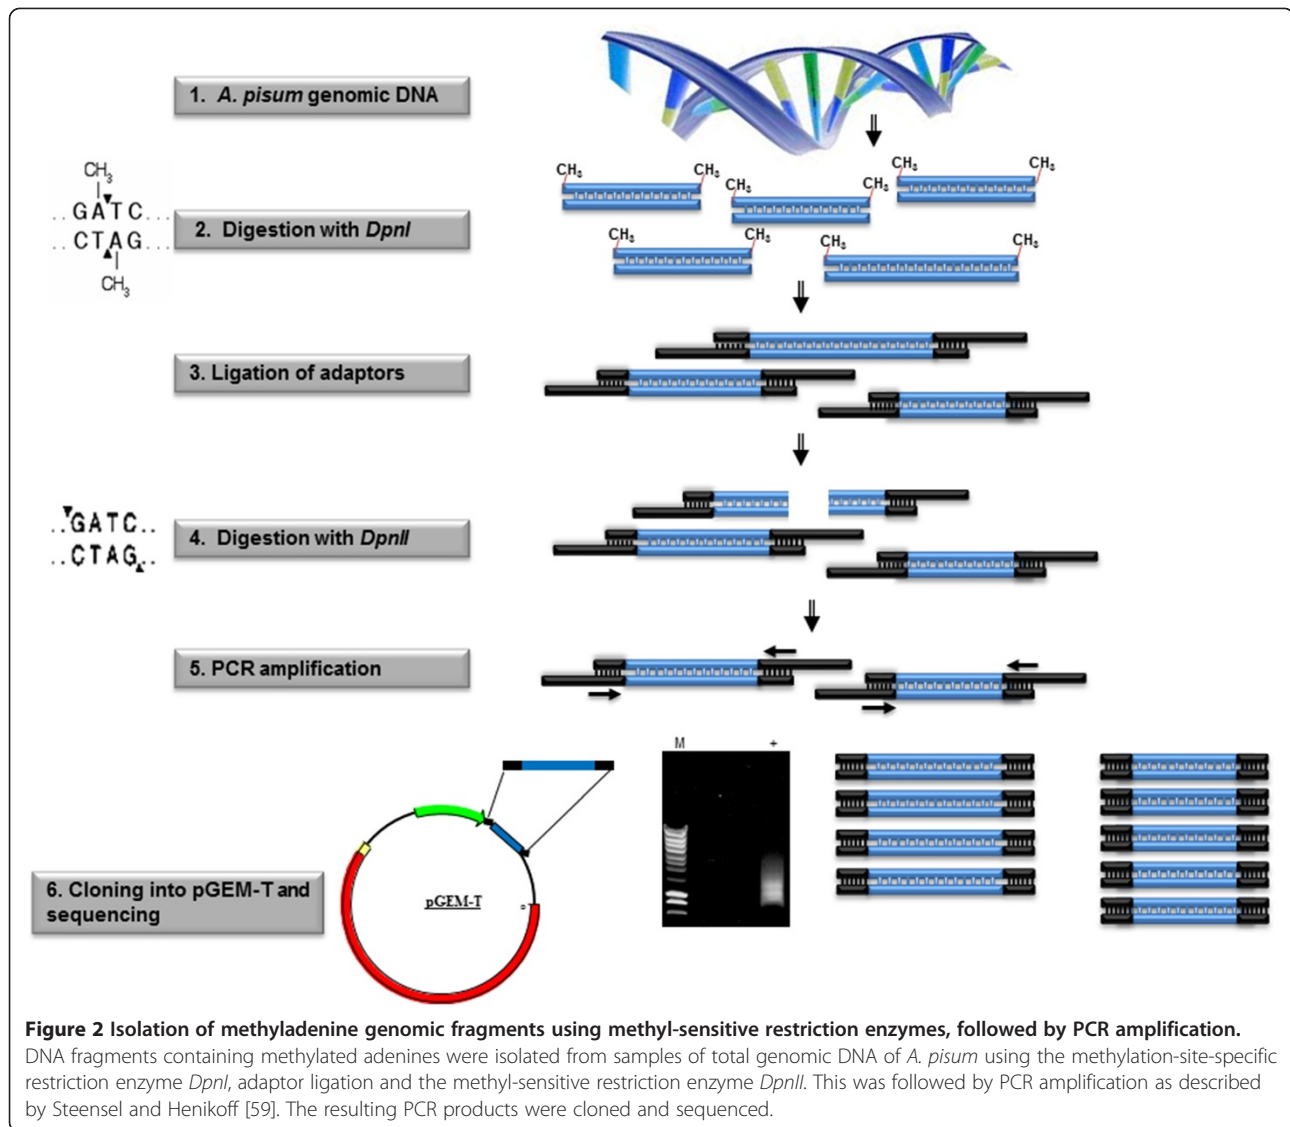 1. A. pisum genomic DNA
CH3
CH3
CH3
CH3
CH3
CH3
CH3
CH3
CH3
CH3
CH3
..GATC...
..CTAG...
CH3
2. Digestion with DpnI
3. Ligation of adaptors
..GATC..
..CTAG..
4. Digestion with DpnII
5. PCR amplification
M
+
pGEM-T
6. Cloning into pGEM-T and
sequencing
Figure 2 Isolation of methyladenine genomic fragments using methyl-sensitive restriction enzymes, followed by PCR amplification.
DNA fragments containing methylated adenines were isolated from samples of total genomic DNA of A. pisum using the methylation-site-specific
restriction enzyme DpnI, adaptor ligation and the methyl-sensitive restriction enzyme DpnII. This was followed by PCR amplification as described
by Steensel and Henikoff [59]. The resulting PCR products were cloned and sequenced.